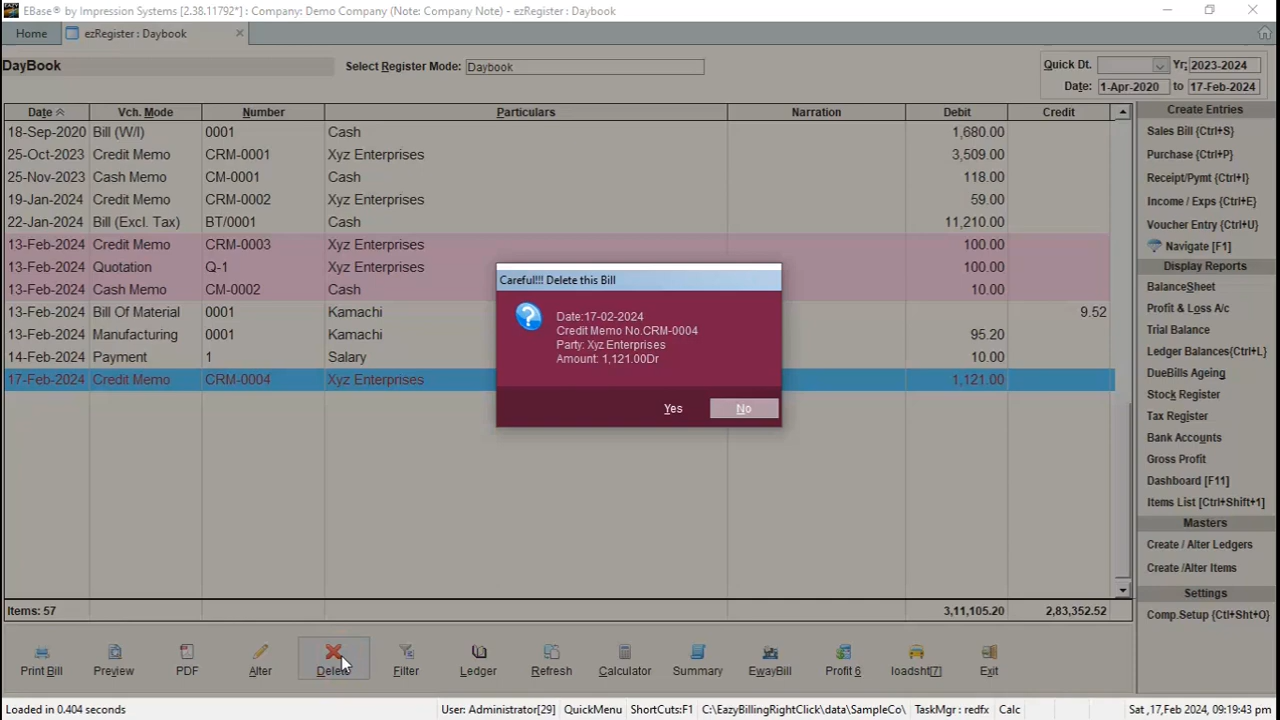 EBase® by Impression Systems [2.38.11792*] : Company: Demo Company (Note: Company Note) - ezRegister : Daybook
Home
ezRegister : Daybook
DayBook
Select Register Mode: Daybook
Quick Dt. Yr: 2023-2024
Date: 1-Apr-2020 to 17-Feb-2024
Date Vch. Mode Number Particulars Narration Debit Credit
18-Sep-2020 Bill (W/I) 0001 Cash 1,680.00
25-Oct-2023 Credit Memo CRM-0001 Xyz Enterprises 3,509.00
25-Nov-2023 Cash Memo CM-0001 Cash 118.00
19-Jan-2024 Credit Memo CRM-0002 Xyz Enterprises 59.00
22-Jan-2024 Bill (Excl. Tax) BT/0001 Cash 11,210.00
13-Feb-2024 Credit Memo CRM-0003 Xyz Enterprises 100.00
13-Feb-2024 Quotation Q-1 Xyz Enterprises 100.00
13-Feb-2024 Cash Memo CM-0002 Cash 10.00
13-Feb-2024 Bill Of Material 0001 Kamachi 9.52
13-Feb-2024 Manufacturing 0001 Kamachi 95.20
14-Feb-2024 Payment 1 Salary 10.00
17-Feb-2024 Credit Memo CRM-0004 Xyz Enterprises 1,121.00
Careful!!! Delete this Bill
Date:17-02-2024
Credit Memo No.CRM-0004
Party: Xyz Enterprises
Amount: 1,121.00Dr
Yes No
Items: 57 3,11,105.20 2,83,352.52
Create Entries
Sales Bill {Ctrl+S}
Purchase {Ctrl+P}
Receipt/Pymt {Ctrl+I}
Income / Exps {Ctrl+E}
Voucher Entry {Ctrl+U}
Navigate [F1]
Display Reports
BalanceSheet
Profit & Loss A/c
Trial Balance
Ledger Balances{Ctrl+L}
DueBills Ageing
Stock Register
Tax Register
Bank Accounts
Gross Profit
Dashboard [F11]
Items List [Ctrl+Shift+1]
Masters
Create / Alter Ledgers
Create /Alter Items
Settings
Comp.Setup {Ctl+Sht+O}
Print Bill Preview PDF Alter Delete Filter Ledger Refresh Calculator Summary EwayBill Profit 6 loadsht[7] Exit
Loaded in 0.404 seconds User: Administrator[29] QuickMenu ShortCuts:F1 C:\EazyBillingRightClick\data\SampleCo\ TaskMgr : redfx Calc Sat ,17,Feb 2024, 09:19:43 pm